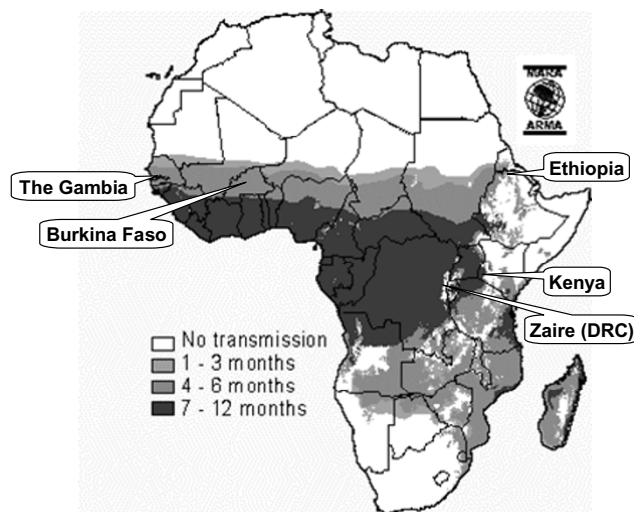 MARA
ARMA
Ethiopia
The Gambia
Burkina Faso
Kenya
Zaire (DRC)
No transmission
1 - 3 months
4 - 6 months
7 - 12 months